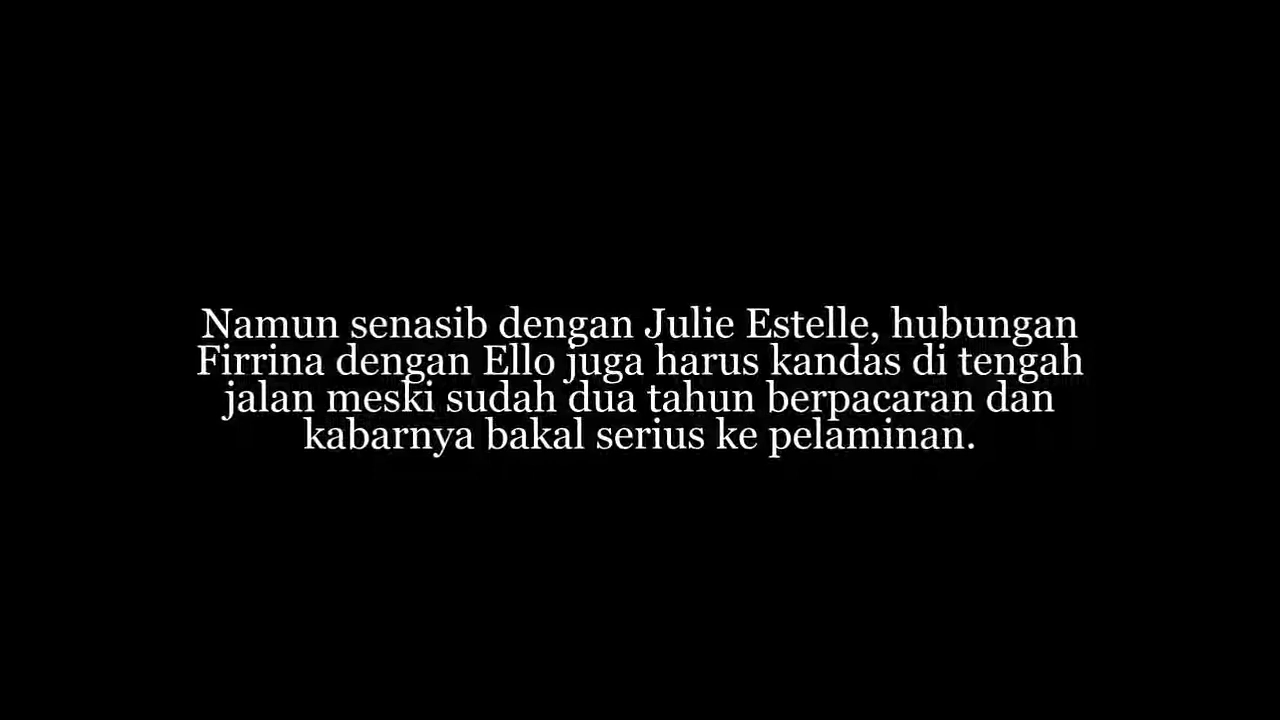 Namun senasib dengan Julie Estelle, hubungan
Firrina dengan Ello juga harus kandas di tengah
jalan meski sudah dua tahun berpacaran dan
kabarnya bakal serius ke pelaminan.